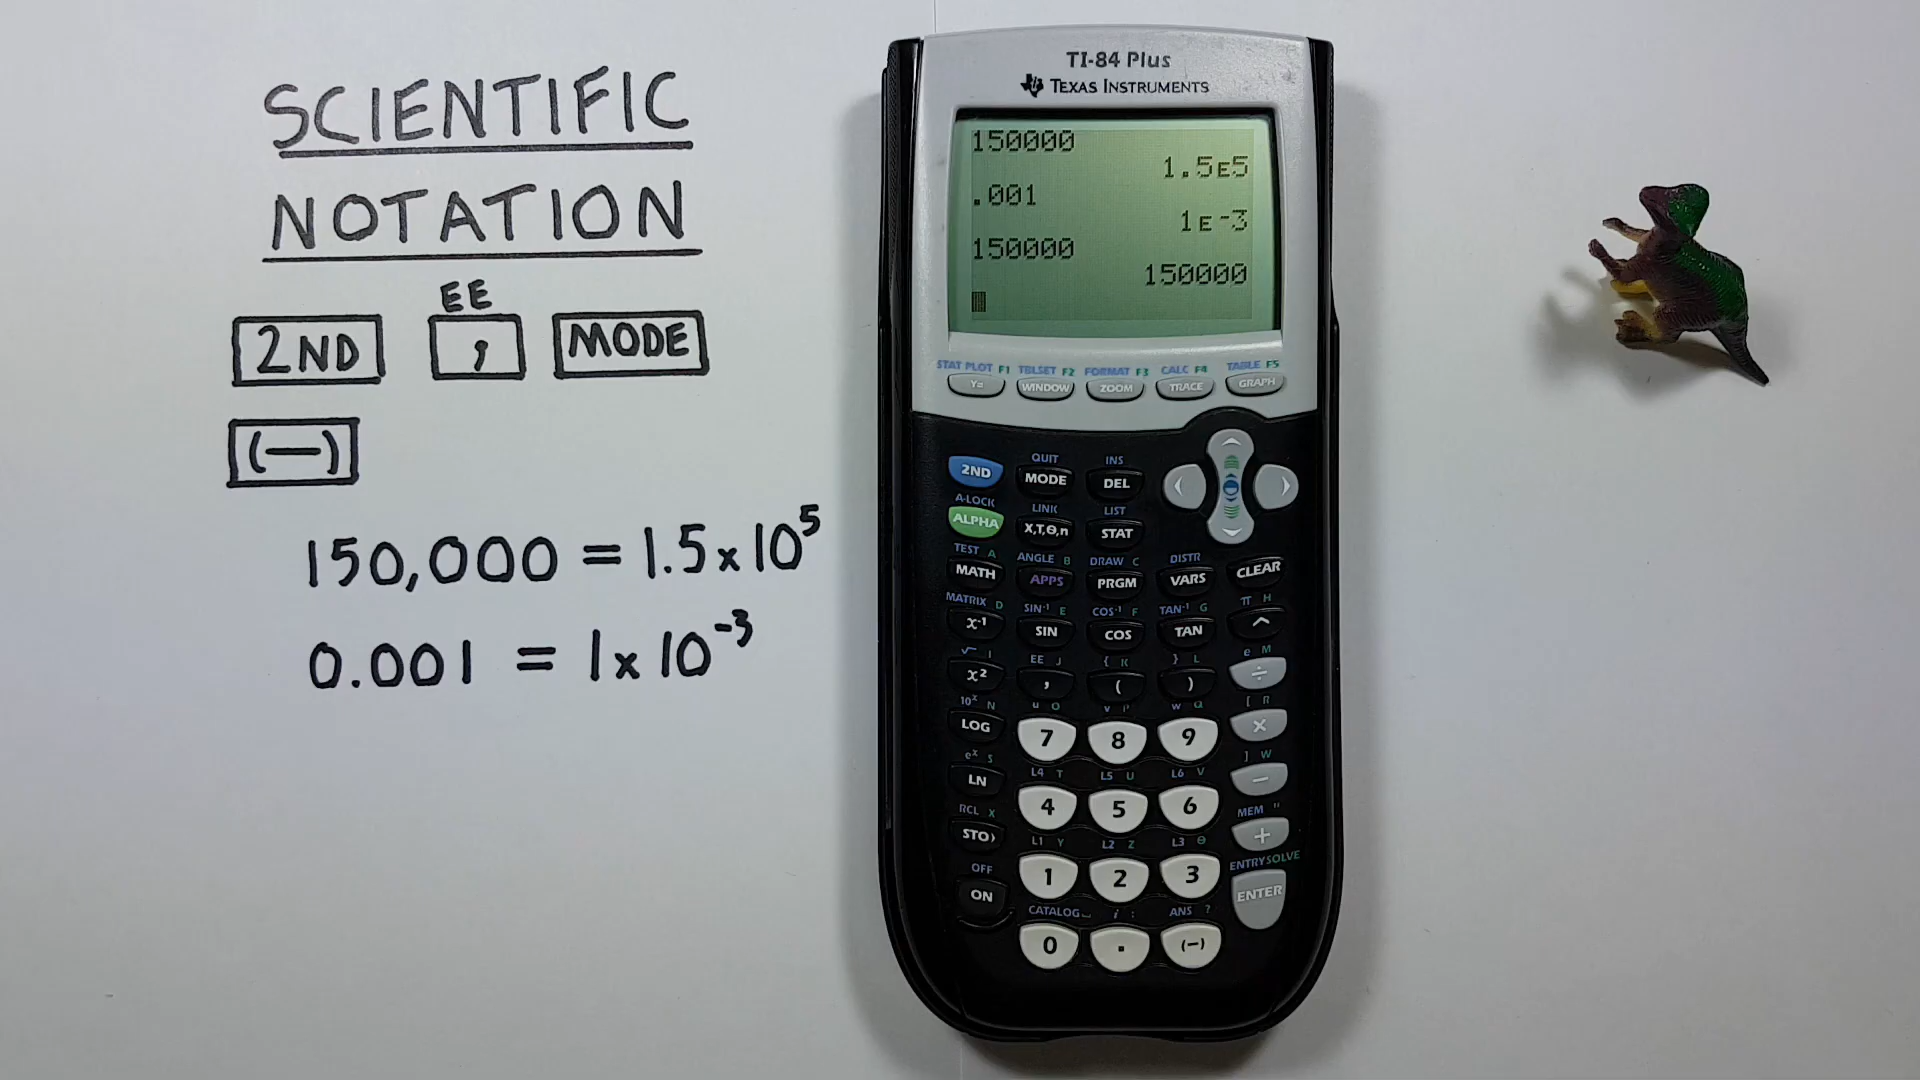 SCIENTIFIC
NOTATION
EE
2ND , MODE
(—)
150,000 = 1.5 x 10⁵
0.001 = 1 x 10⁻³
TI-84 Plus
TEXAS INSTRUMENTS
150000
1.5ᴇ5
.001
1ᴇ⁻3
150000
150000
STAT PLOT F1 TBLSET F2 FORMAT F3 CALC F4 TABLE F5
Y= WINDOW ZOOM TRACE GRAPH
QUIT INS
2ND MODE DEL
A-LOCK LINK LIST
ALPHA X,T,Θ,n STAT
TEST A ANGLE B DRAW C DISTR
MATH APPS PRGM VARS CLEAR
MATRIX D SIN⁻¹ E COS⁻¹ F TAN⁻¹ G π H
x⁻¹ SIN COS TAN ^
√ I EE J { K } L e M
x² , ( ) ÷
10ˣ N u O v P w Q [ R
LOG 7 8 9 ×
eˣ S L4 T L5 U L6 V ] W
LN 4 5 6 −
RCL X L1 Y L2 Z L3 θ MEM "
STO› 1 2 3 +
OFF CATALOG ⎵ i : ANS ? ENTRY SOLVE
ON 0 . (−) ENTER